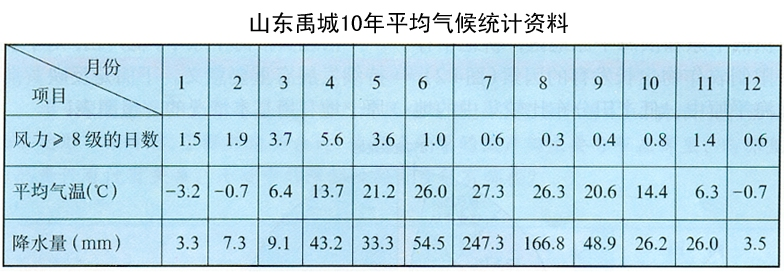 山东禹城10年平均气候统计资料
月份 项目 1 2 3 4 5 6 7 8 9 10 11 12
风力≥8级的日数 1.5 1.9 3.7 5.6 3.6 1.0 0.6 0.3 0.4 0.8 1.4 0.6
平均气温(℃) -3.2 -0.7 6.4 13.7 21.2 26.0 27.3 26.3 20.6 14.4 6.3 -0.7
降水量(mm) 3.3 7.3 9.1 43.2 33.3 54.5 247.3 166.8 48.9 26.2 26.0 3.5